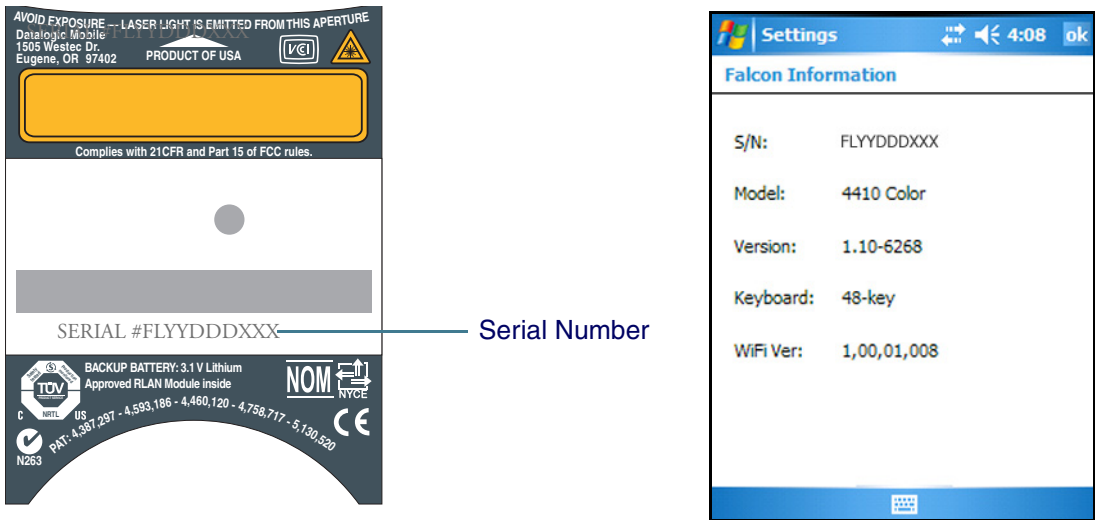 AVOID EXPOSURE — LASER LIGHT IS EMITTED FROM THIS APERTURE
SERIAL #FLYYDDDXXX
Datalogic Mobile
1505 Westec Dr.
Eugene, OR 97402
PRODUCT OF USA
VCI
Complies with 21CFR and Part 15 of FCC rules.
SERIAL #FLYYDDDXXX
Serial Number
BACKUP BATTERY: 3.1 V Lithium
Approved RLAN Module inside
TÜV
C NRTL US
NOM
NYCE
PAT: 4,387,297 - 4,593,186 - 4,460,120 - 4,758,717 - 5,130,520
CE
N263
Settings 4:08 ok
Falcon Information
S/N: FLYYDDDXXX
Model: 4410 Color
Version: 1.10-6268
Keyboard: 48-key
WiFi Ver: 1,00,01,008